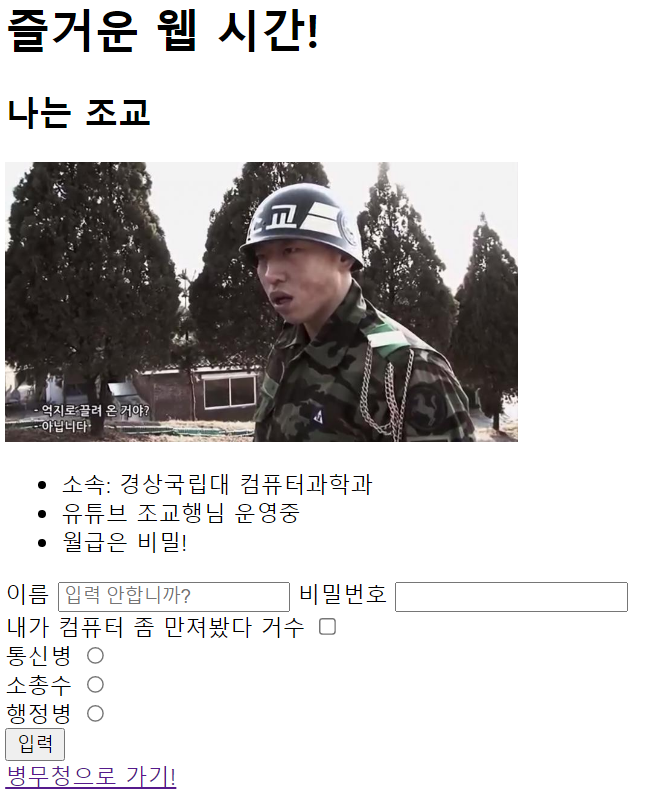 즐거운 웹 시간!
나는 조교
조교
- 억지로 끌려 온 거야?
- 아닙니다
소속: 경상국립대 컴퓨터과학과
유튜브 조교행님 운영중
월급은 비밀!
이름 입력 안합니까? 비밀번호
내가 컴퓨터 좀 만져봤다 거수
통신병
소총수
행정병
입력
병무청으로 가기!